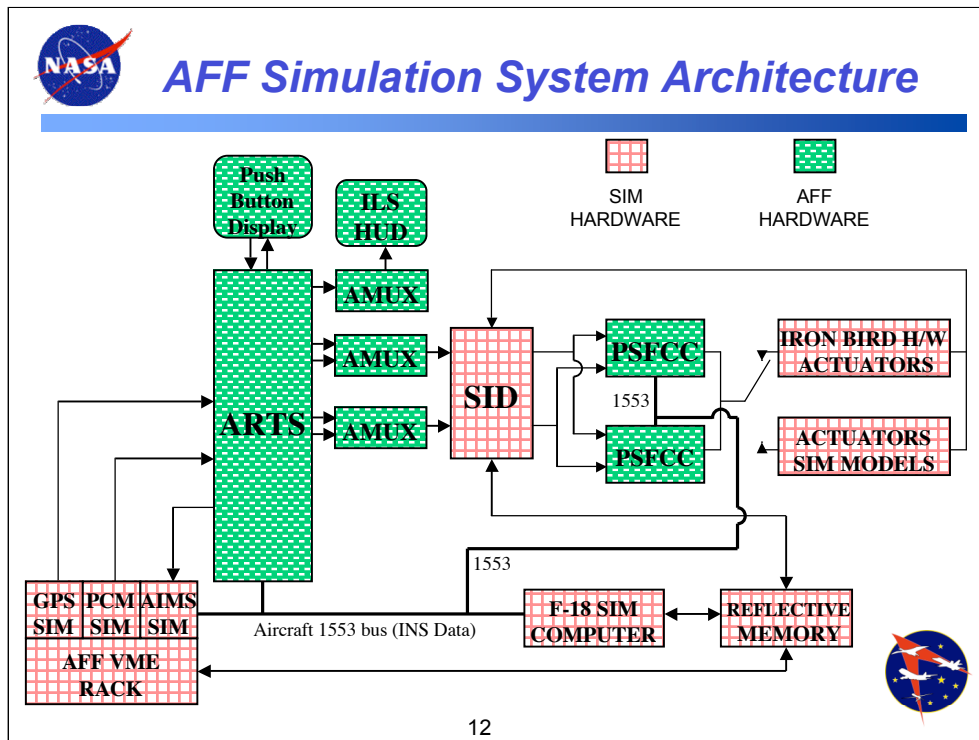 NASA
AFF Simulation System Architecture
SIM
HARDWARE
AFF
HARDWARE
Push
Button
Display
ILS
HUD
AMUX
AMUX
AMUX
ARTS
SID
PSFCC
1553
PSFCC
IRON BIRD H/W
ACTUATORS
ACTUATORS
SIM MODELS
1553
GPS
SIM
PCM
SIM
AIMS
SIM
AFF VME
RACK
Aircraft 1553 bus (INS Data)
F-18 SIM
COMPUTER
REFLECTIVE
MEMORY
12